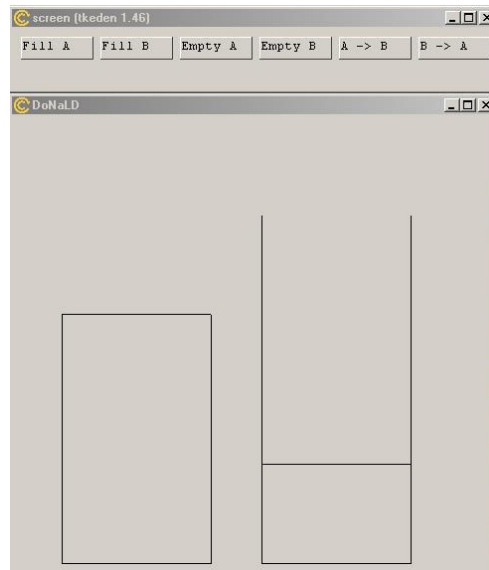 screen (tkeden 1.46)
Fill A Fill B Empty A Empty B A -> B B -> A
DoNaLD